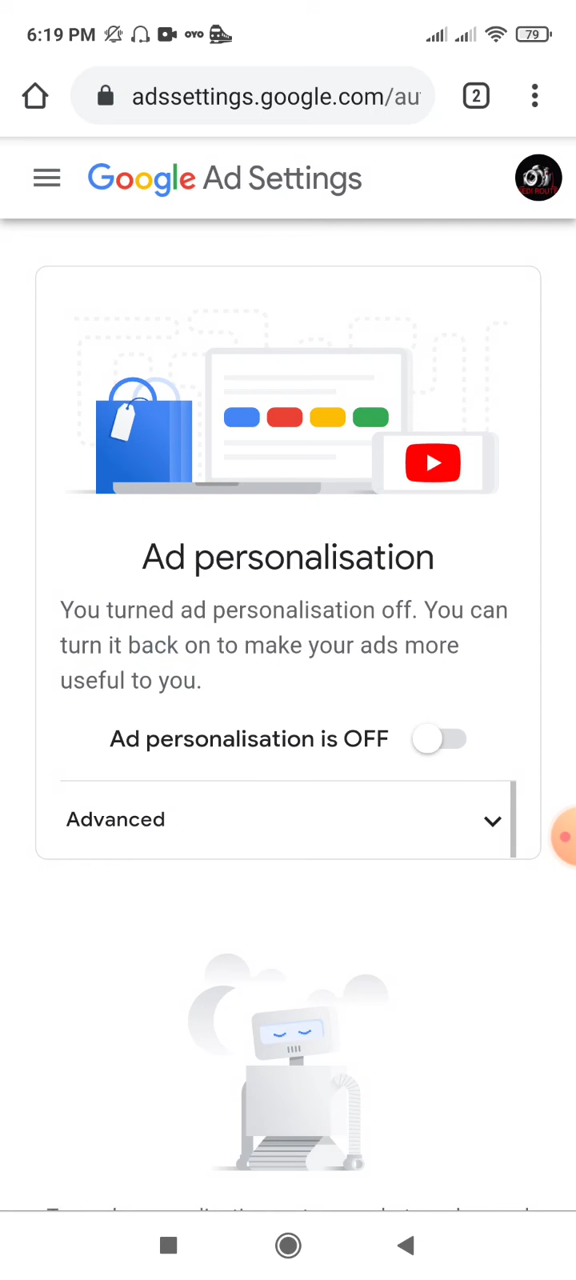 6:19 PM OYO 79
adssettings.google.com/au 2
Google Ad Settings
Ad personalisation
You turned ad personalisation off. You can
turn it back on to make your ads more
useful to you.
Ad personalisation is OFF
Advanced